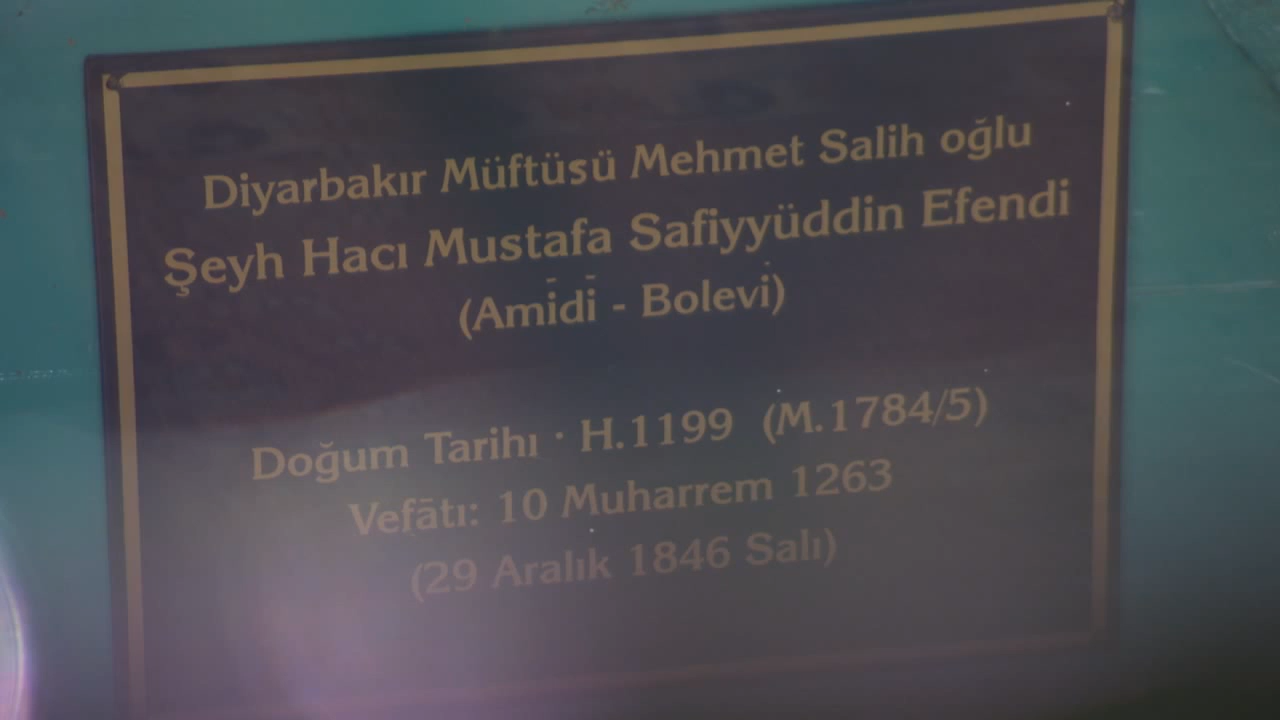 Diyarbakır Müftüsü Mehmet Salih oğlu
Şeyh Hacı Mustafa Safiyyüddin Efendi
(Amidi - Bolevi)
Doğum Tarihı · H.1199 (M.1784/5)
Vefātı: 10 Muharrem 1263
(29 Aralık 1846 Salı)